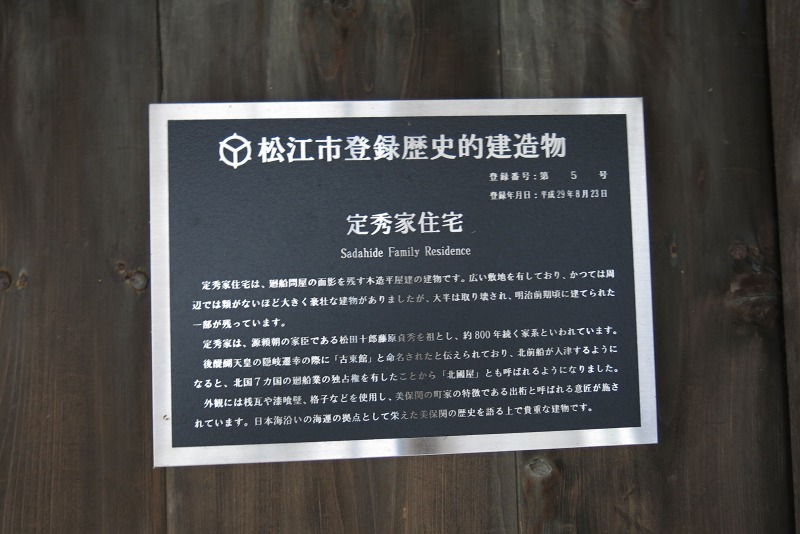 松江市登録歴史的建造物
登録番号:第 5 号
登録年月日:平成29年8月23日
定秀家住宅
Sadahide Family Residence
定秀家住宅は、廻船問屋の面影を残す木造平屋建の建物です。広い敷地を有しており、かつては周
辺では類がないほど大きく豪壮な建物がありましたが、大半は取り壊され、明治前期頃に建てられた
一部が残っています。
定秀家は、源頼朝の家臣である松田十郎藤原貞秀を祖とし、約800年続く家系といわれています。
後醍醐天皇の隠岐遷幸の際に「古東館」と命名されたと伝えられており、北前船が入津するように
なると、北国7カ国の廻船業の独占権を有したことから「北國屋」とも呼ばれるようになりました。
外観には桟瓦や漆喰壁、格子などを使用し、美保関の町家の特徴である出桁と呼ばれる意匠が施さ
れています。日本海沿いの海運の拠点として栄えた美保関の歴史を語る上で貴重な建物です。